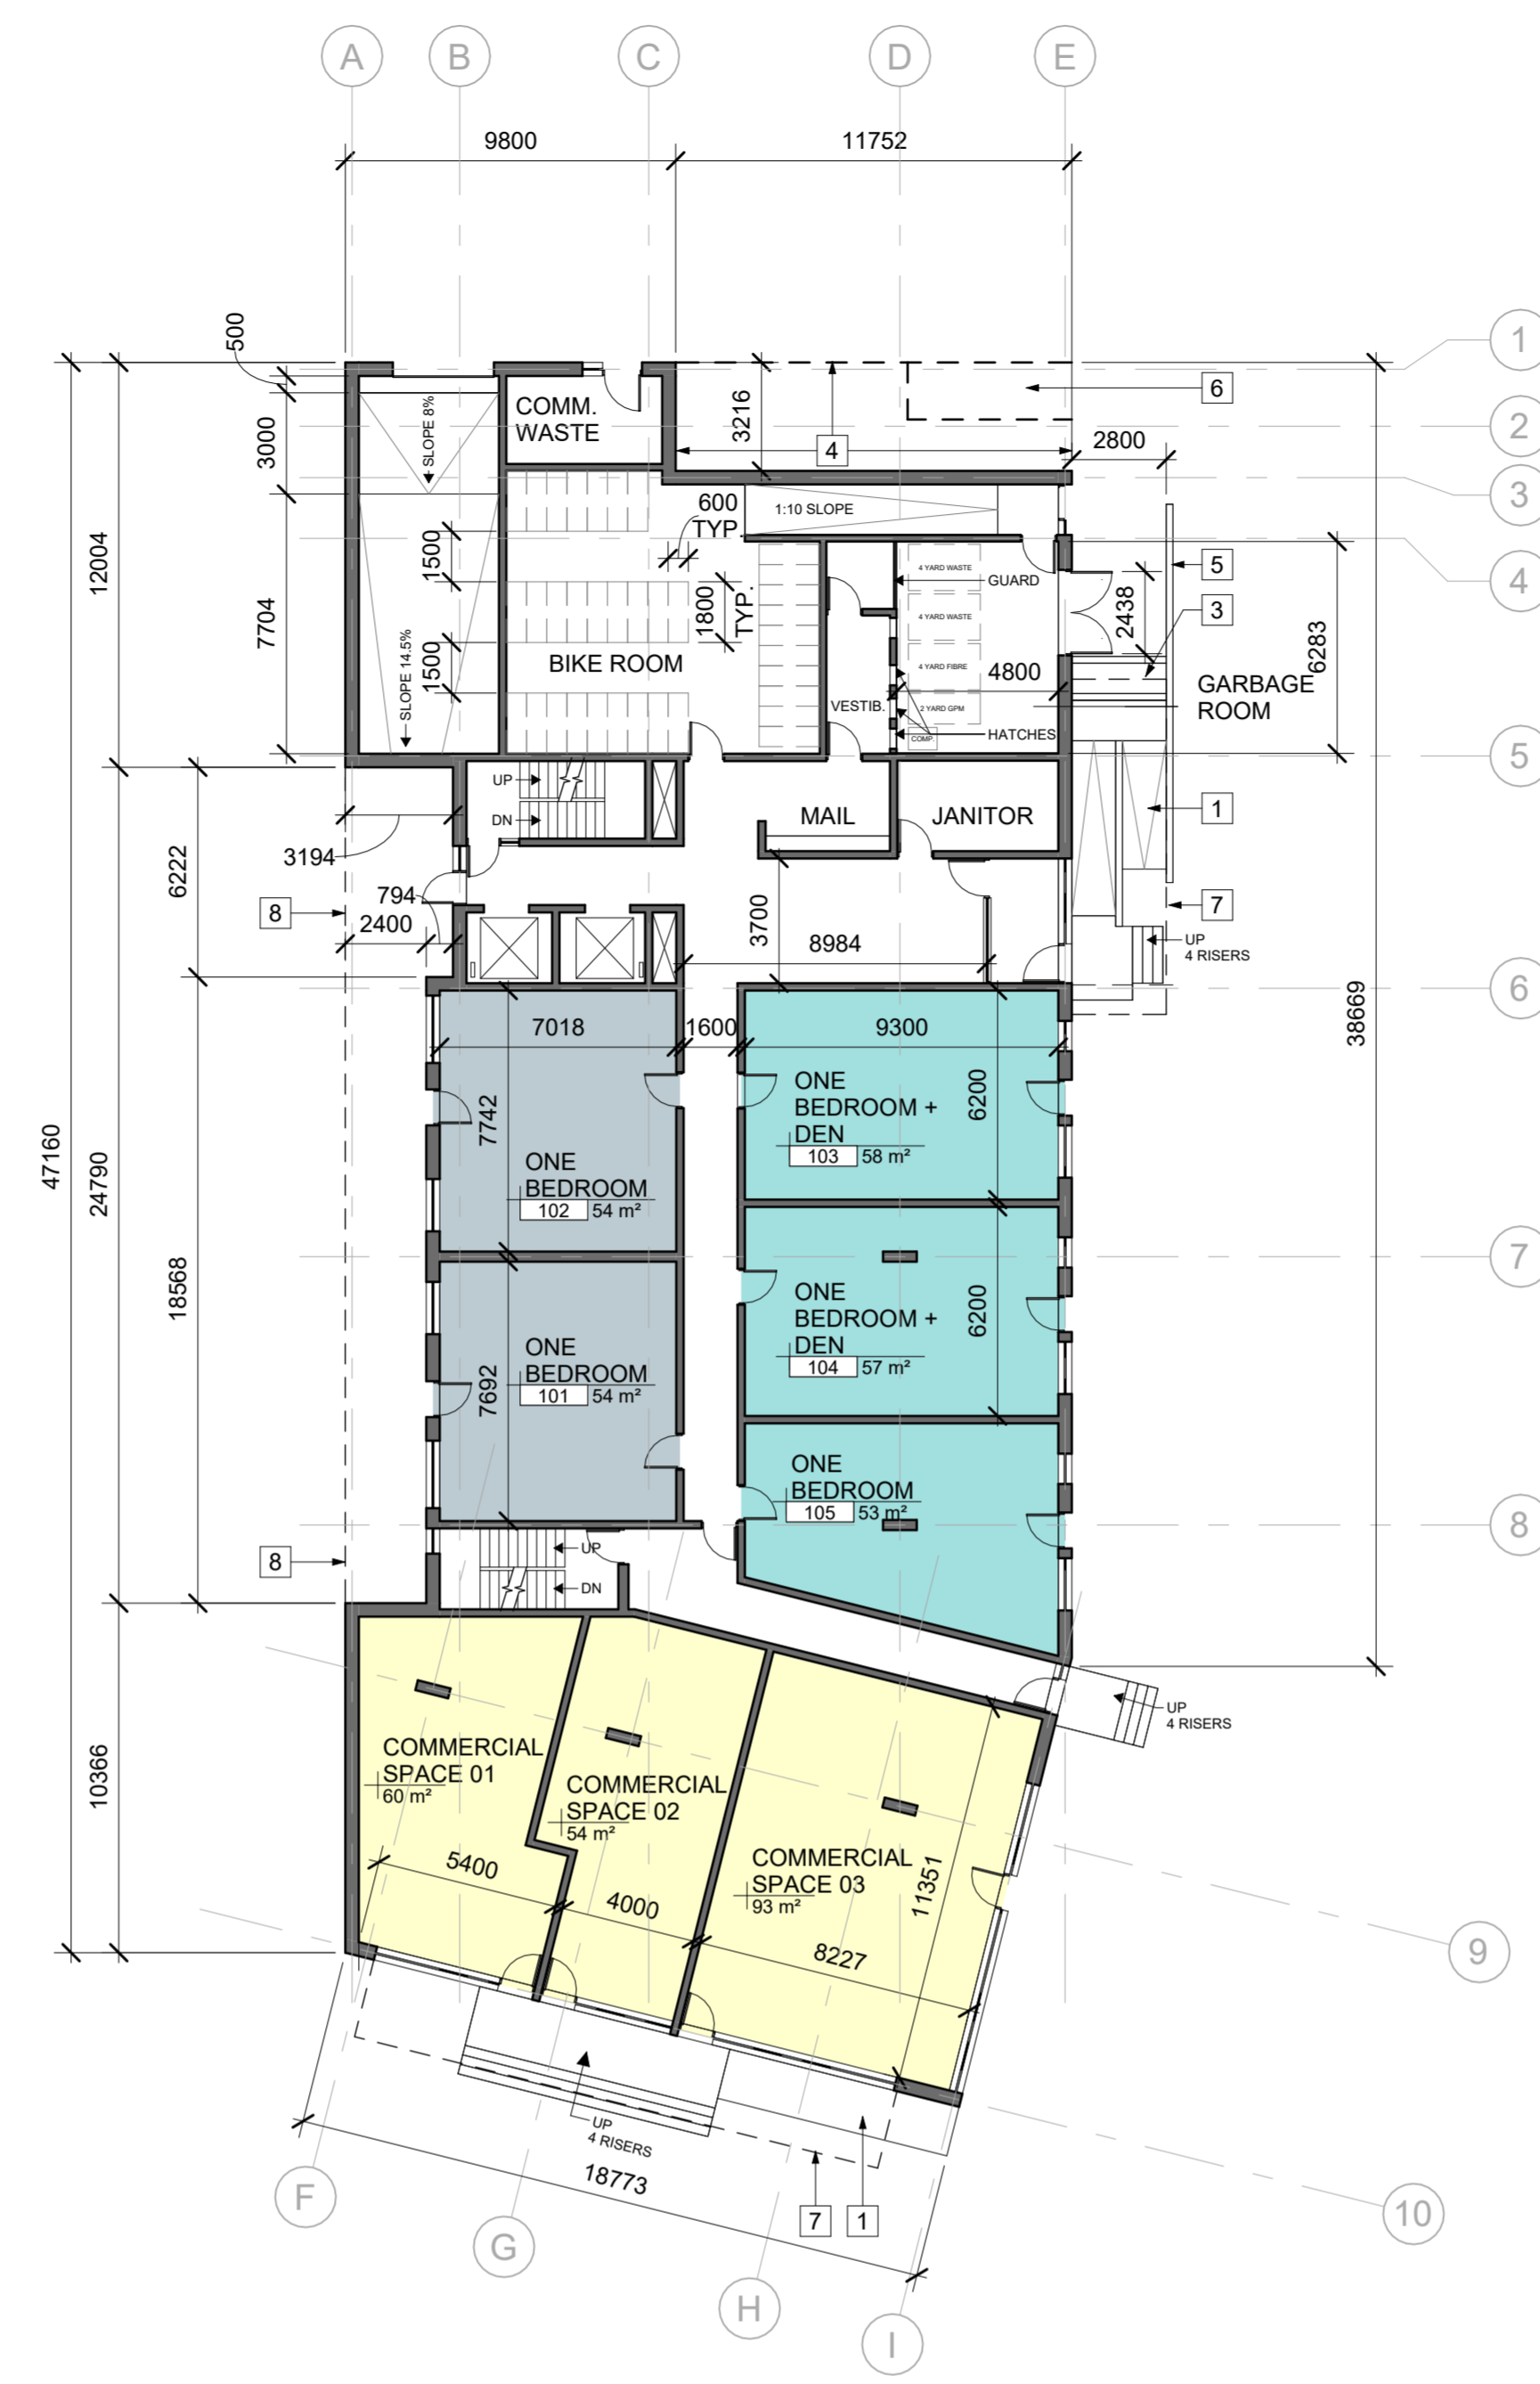 A
B
C
D
E
9800
11752
500
1
6
2
COMM.
WASTE
SLOPE 8%
3000
3216
4
2800
3
600
TYP.
1:10 SLOPE
12004
1500
4
4 YARD WASTE
GUARD
5
7704
1800
TYP.
4 YARD WASTE
2438
3
6283
BIKE ROOM
SLOPE 14.5%
1500
4 YARD FIBRE
4800
GARBAGE
ROOM
VESTIB.
2 YARD GPM
COMP.
HATCHES
5
UP
DN
MAIL
JANITOR
1
3194
6222
794
8
2400
3700
8984
7
UP
4 RISERS
6
38669
7018
1600
9300
ONE
BEDROOM +
DEN
103
58 m²
6200
7742
47160
24790
ONE
BEDROOM
102
54 m²
7
18568
ONE
BEDROOM +
DEN
104
57 m²
6200
ONE
BEDROOM
101
54 m²
7692
ONE
BEDROOM
105
53 m²
8
8
UP
DN
UP
4 RISERS
10366
COMMERCIAL
SPACE 01
60 m²
COMMERCIAL
SPACE 02
54 m²
COMMERCIAL
SPACE 03
93 m²
5400
4000
8227
11351
9
UP
4 RISERS
18773
F
G
7
1
10
H
I